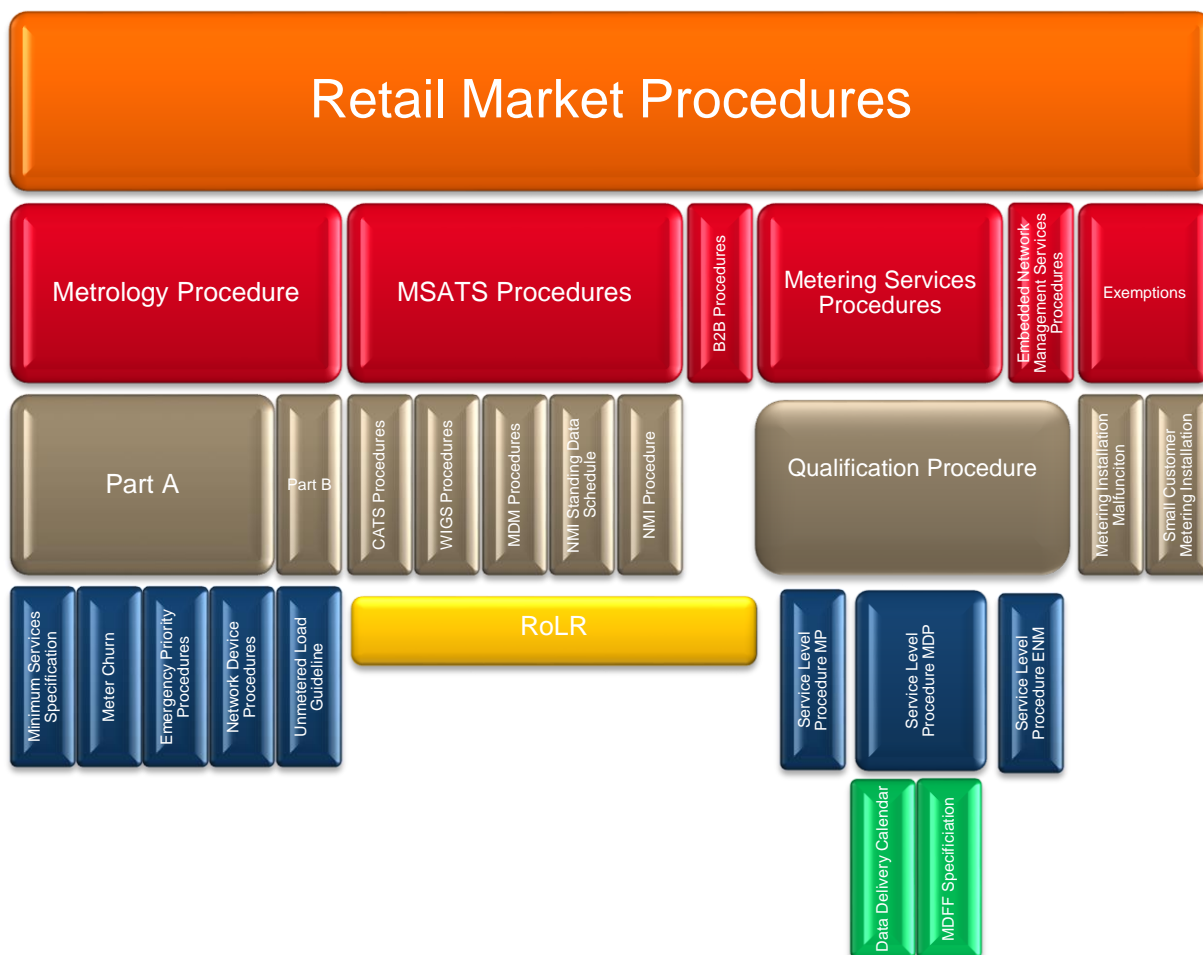 Retail Market Procedures
Metrology Procedure
MSATS Procedures
B2B Procedures
Metering Services
Procedures
Embedded Network
Management Services
Procedures
Exemptions
Part A
Part B
CATS Procedures
WIGS Procedures
MDM Procedures
NMI Standing Data
Schedule
NMI Procedure
Qualification Procedure
Metering Installation
Malfunciton
Small Customer
Metering Installation
Minimum Services
Specification
Meter Churn
Emergency Priority
Procedures
Network Device
Procedures
Unmetered Load
Guideline
RoLR
Service Level
Procedure MP
Service Level
Procedure MDP
Service Level
Procedure ENM
Data Delivery Calendar
MDFF Specificiation